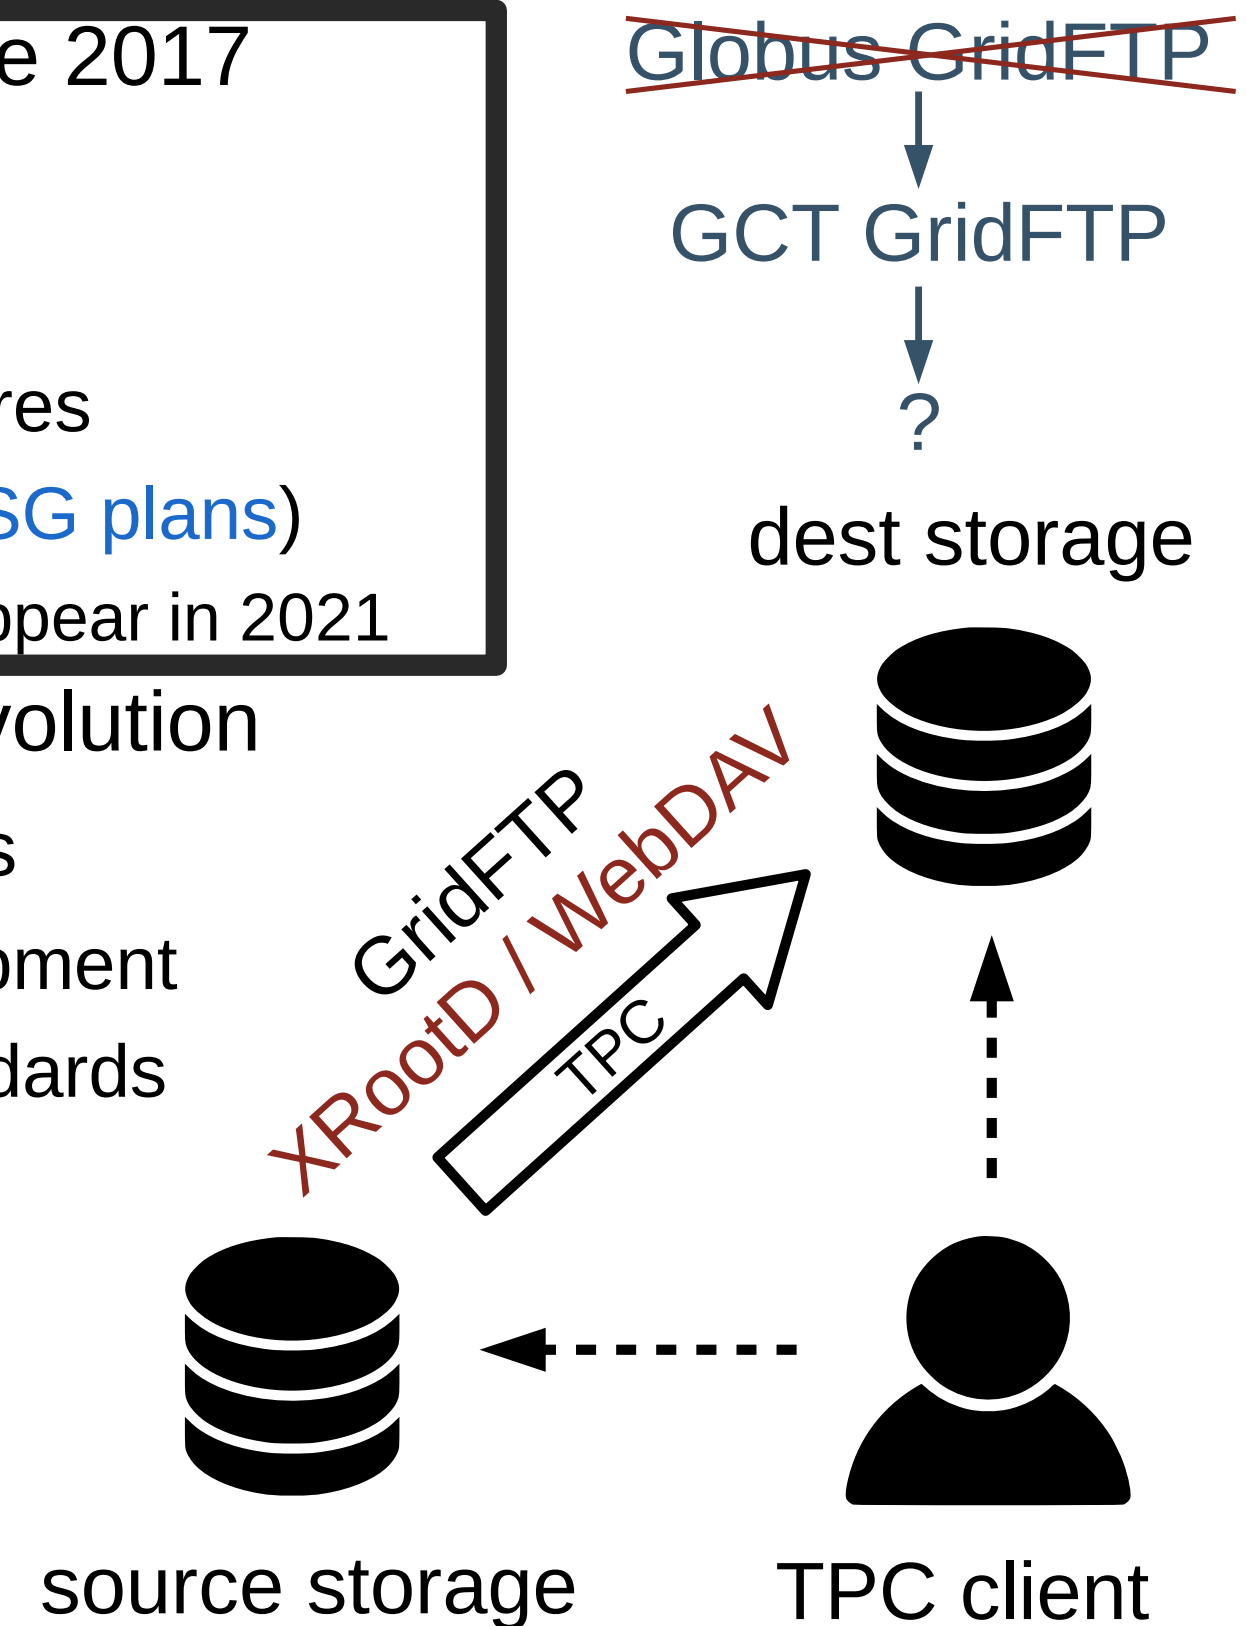 e 2017
res
SG plans)
ppear in 2021
volution
s
pment
dards
Globus GridFTP
GCT GridFTP
?
dest storage
GridFTP
XRootD / WebDAV
TPC
source storage
TPC client